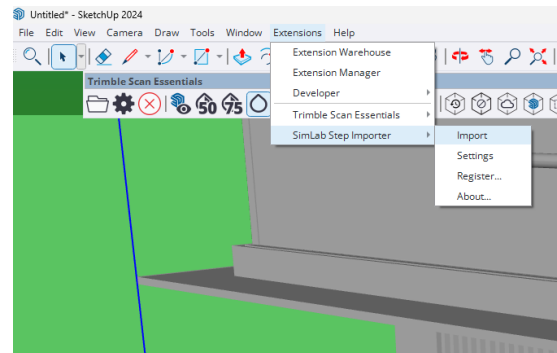 Untitled* - SketchUp 2024
File Edit View Camera Draw Tools Window Extensions Help
Extension Warehouse
Extension Manager
Developer
Trimble Scan Essentials
SimLab Step Importer
Import
Settings
Register...
About...
Trimble Scan Essentials
50
75